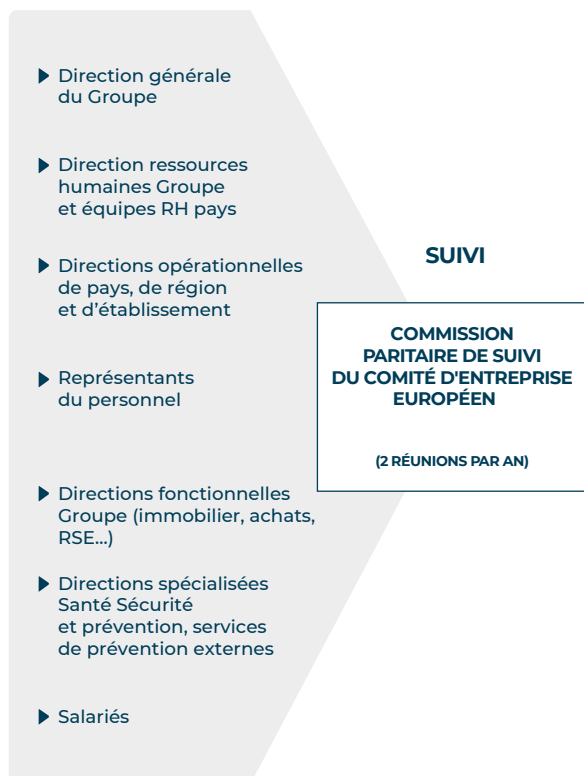 Direction générale
du Groupe
Direction ressources
humaines Groupe
et équipes RH pays
Directions opérationnelles
de pays, de région
et d'établissement
Représentants
du personnel
Directions fonctionnelles
Groupe (immobilier, achats,
RSE...)
Directions spécialisées
Santé Sécurité
et prévention, services
de prévention externes
Salariés
SUIVI
COMMISSION
PARITAIRE DE SUIVI
DU COMITÉ D'ENTREPRISE
EUROPÉEN
(2 RÉUNIONS PAR AN)